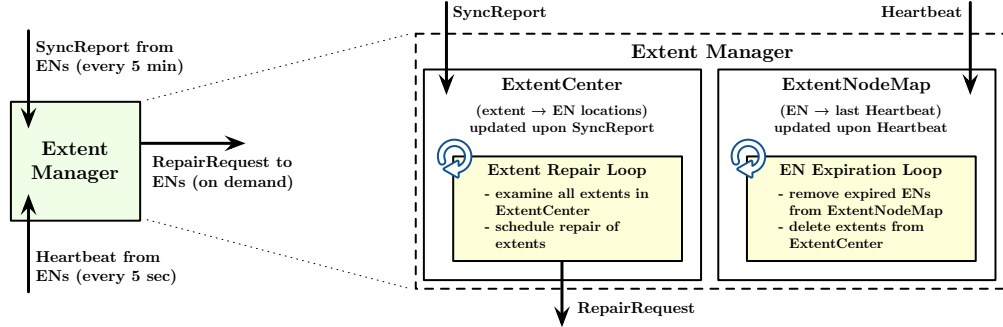 SyncReport from
ENs (every 5 min)
Extent
Manager
RepairRequest to
ENs (on demand)
Heartbeat from
ENs (every 5 sec)
SyncReport
Heartbeat
Extent Manager
ExtentCenter
(extent → EN locations)
updated upon SyncReport
Extent Repair Loop
- examine all extents in
ExtentCenter
- schedule repair of
extents
RepairRequest
ExtentNodeMap
(EN → last Heartbeat)
updated upon Heartbeat
EN Expiration Loop
- remove expired ENs
from ExtentNodeMap
- delete extents from
ExtentCenter